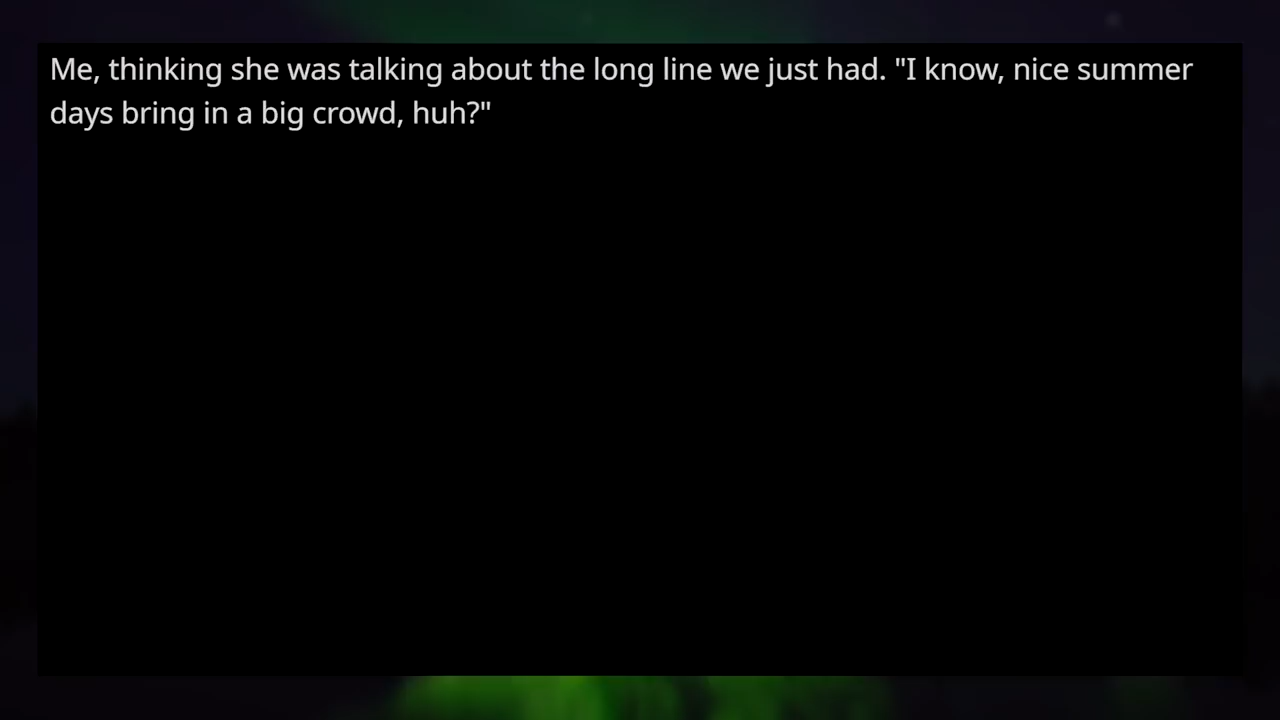 Me, thinking she was talking about the long line we just had. "I know, nice summer
days bring in a big crowd, huh?"